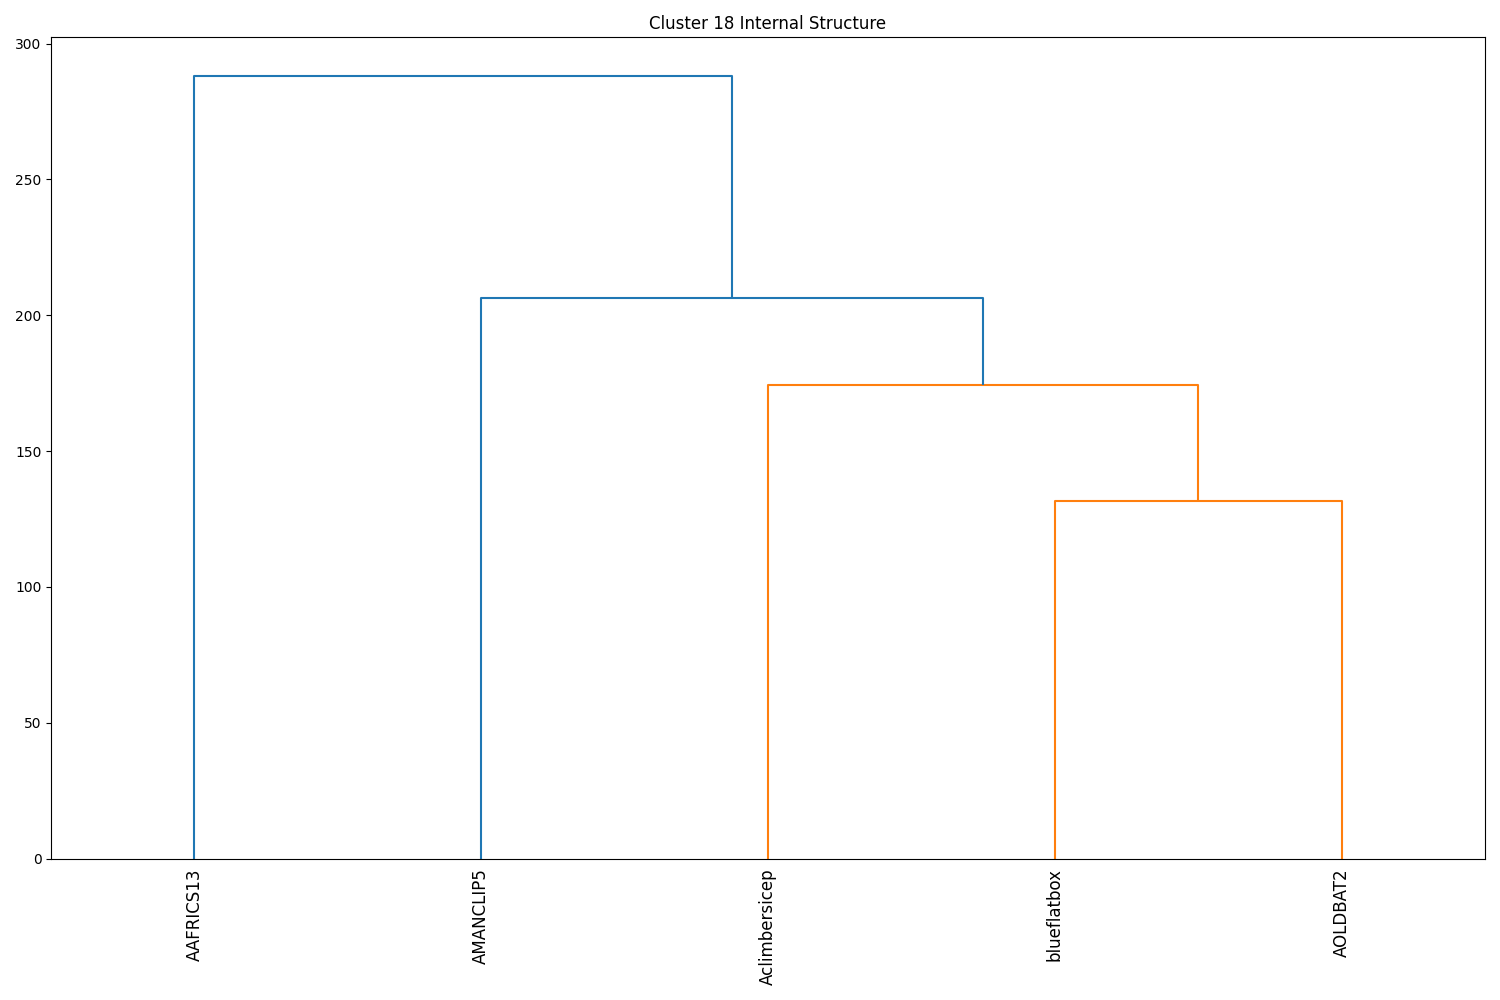 Cluster 18 Internal Structure
300
250
200
150
100
50
0
AAFRICS13
AMANCLIP5
Aclimbersicep
blueflatbox
AOLDBAT2